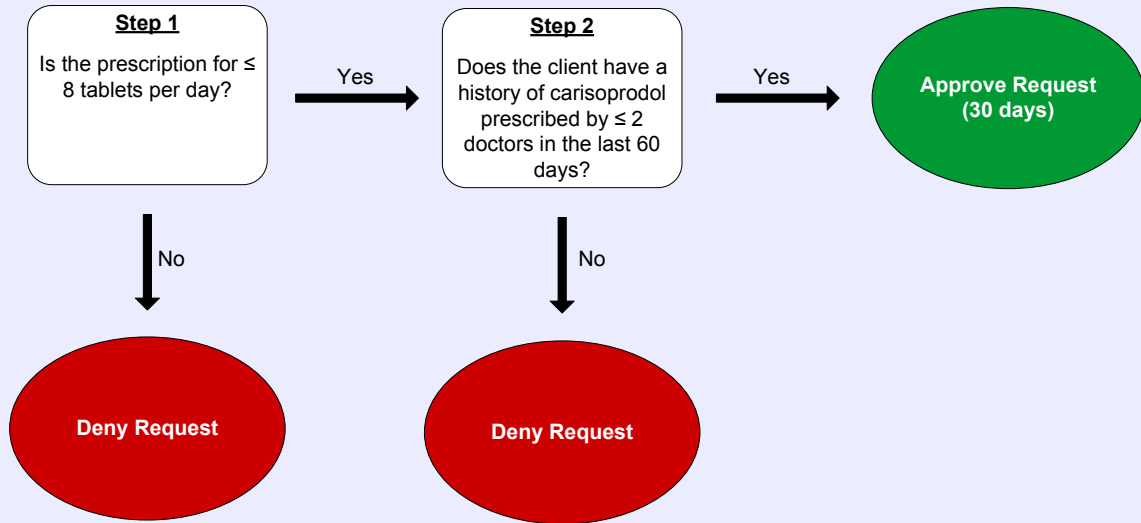 Step 1
Is the prescription for ≤
8 tablets per day?
Yes
Step 2
Does the client have a
history of carisoprodol
prescribed by ≤ 2
doctors in the last 60
days?
Yes
Approve Request
(30 days)
No
No
Deny Request
Deny Request